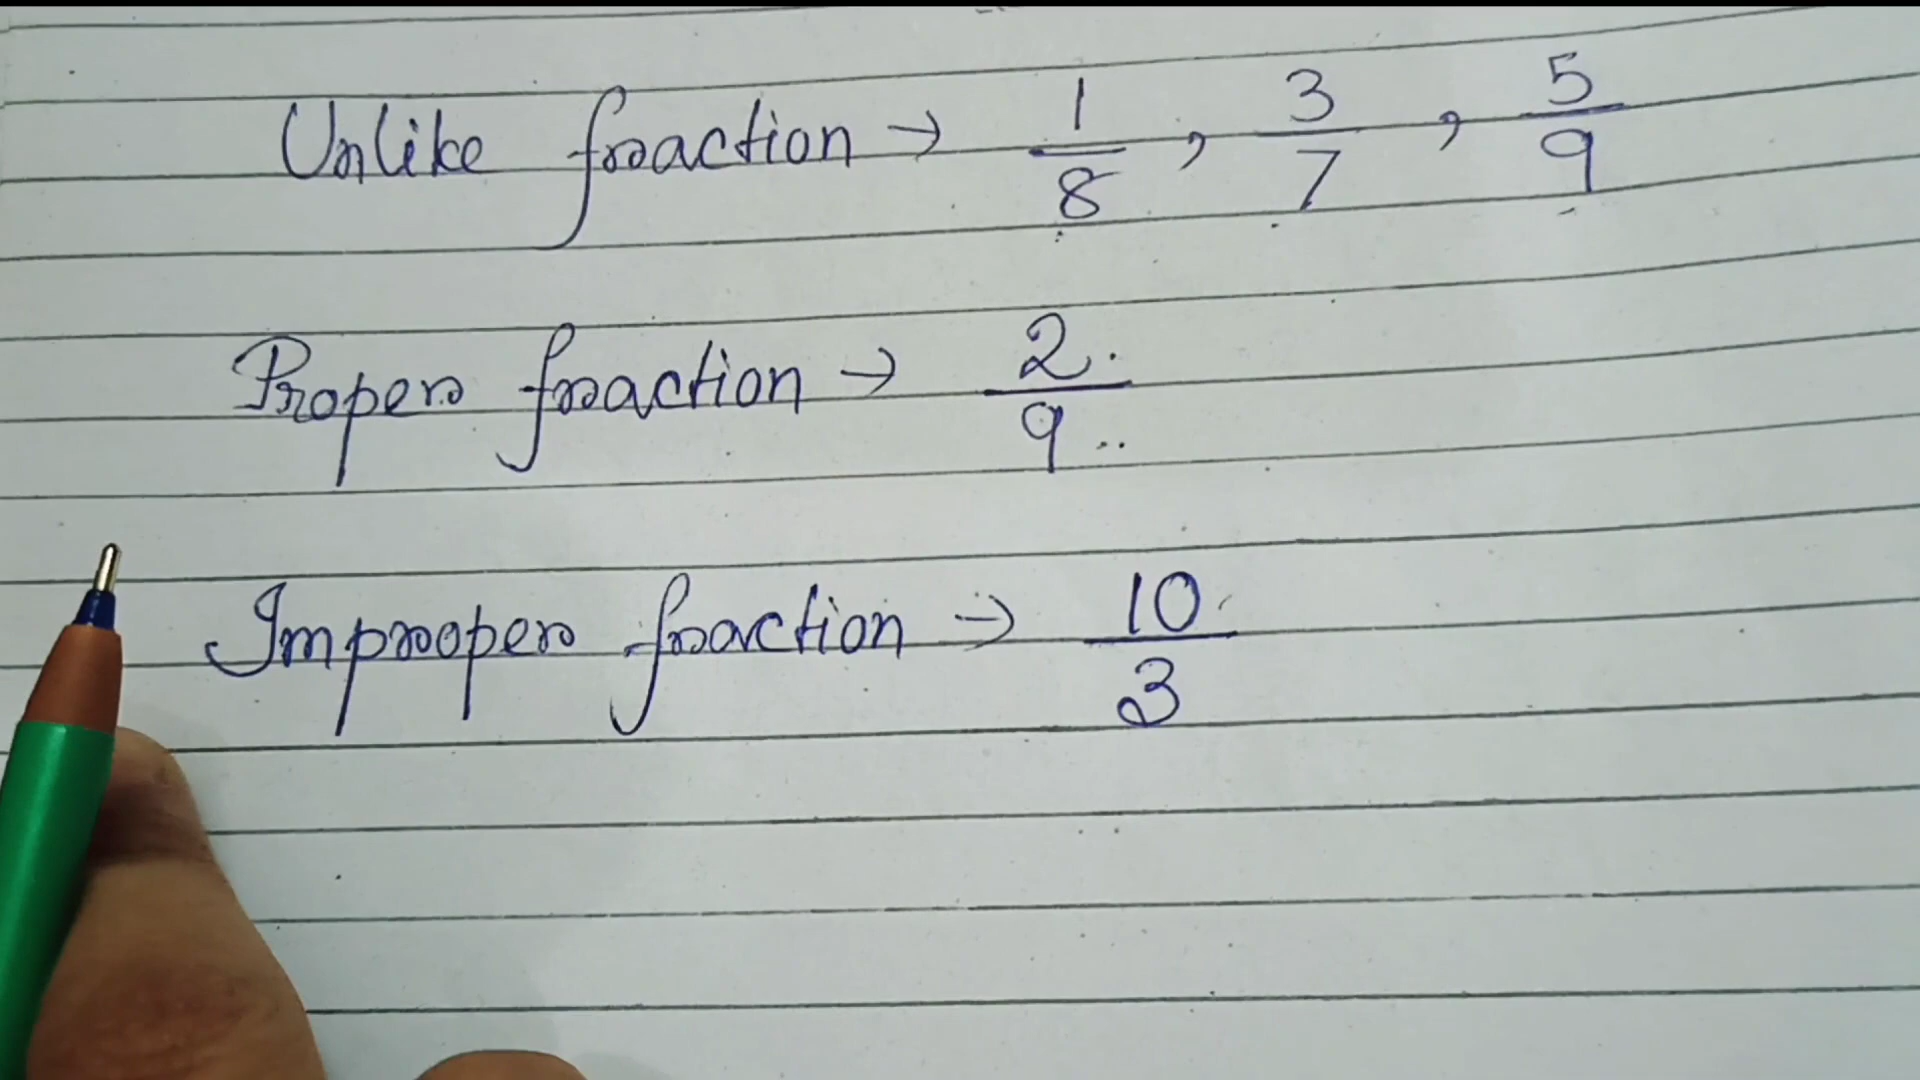 Unlike fraction → 1/8 , 3/7 , 5/9
Proper fraction → 2/9
Improper fraction → 10/3